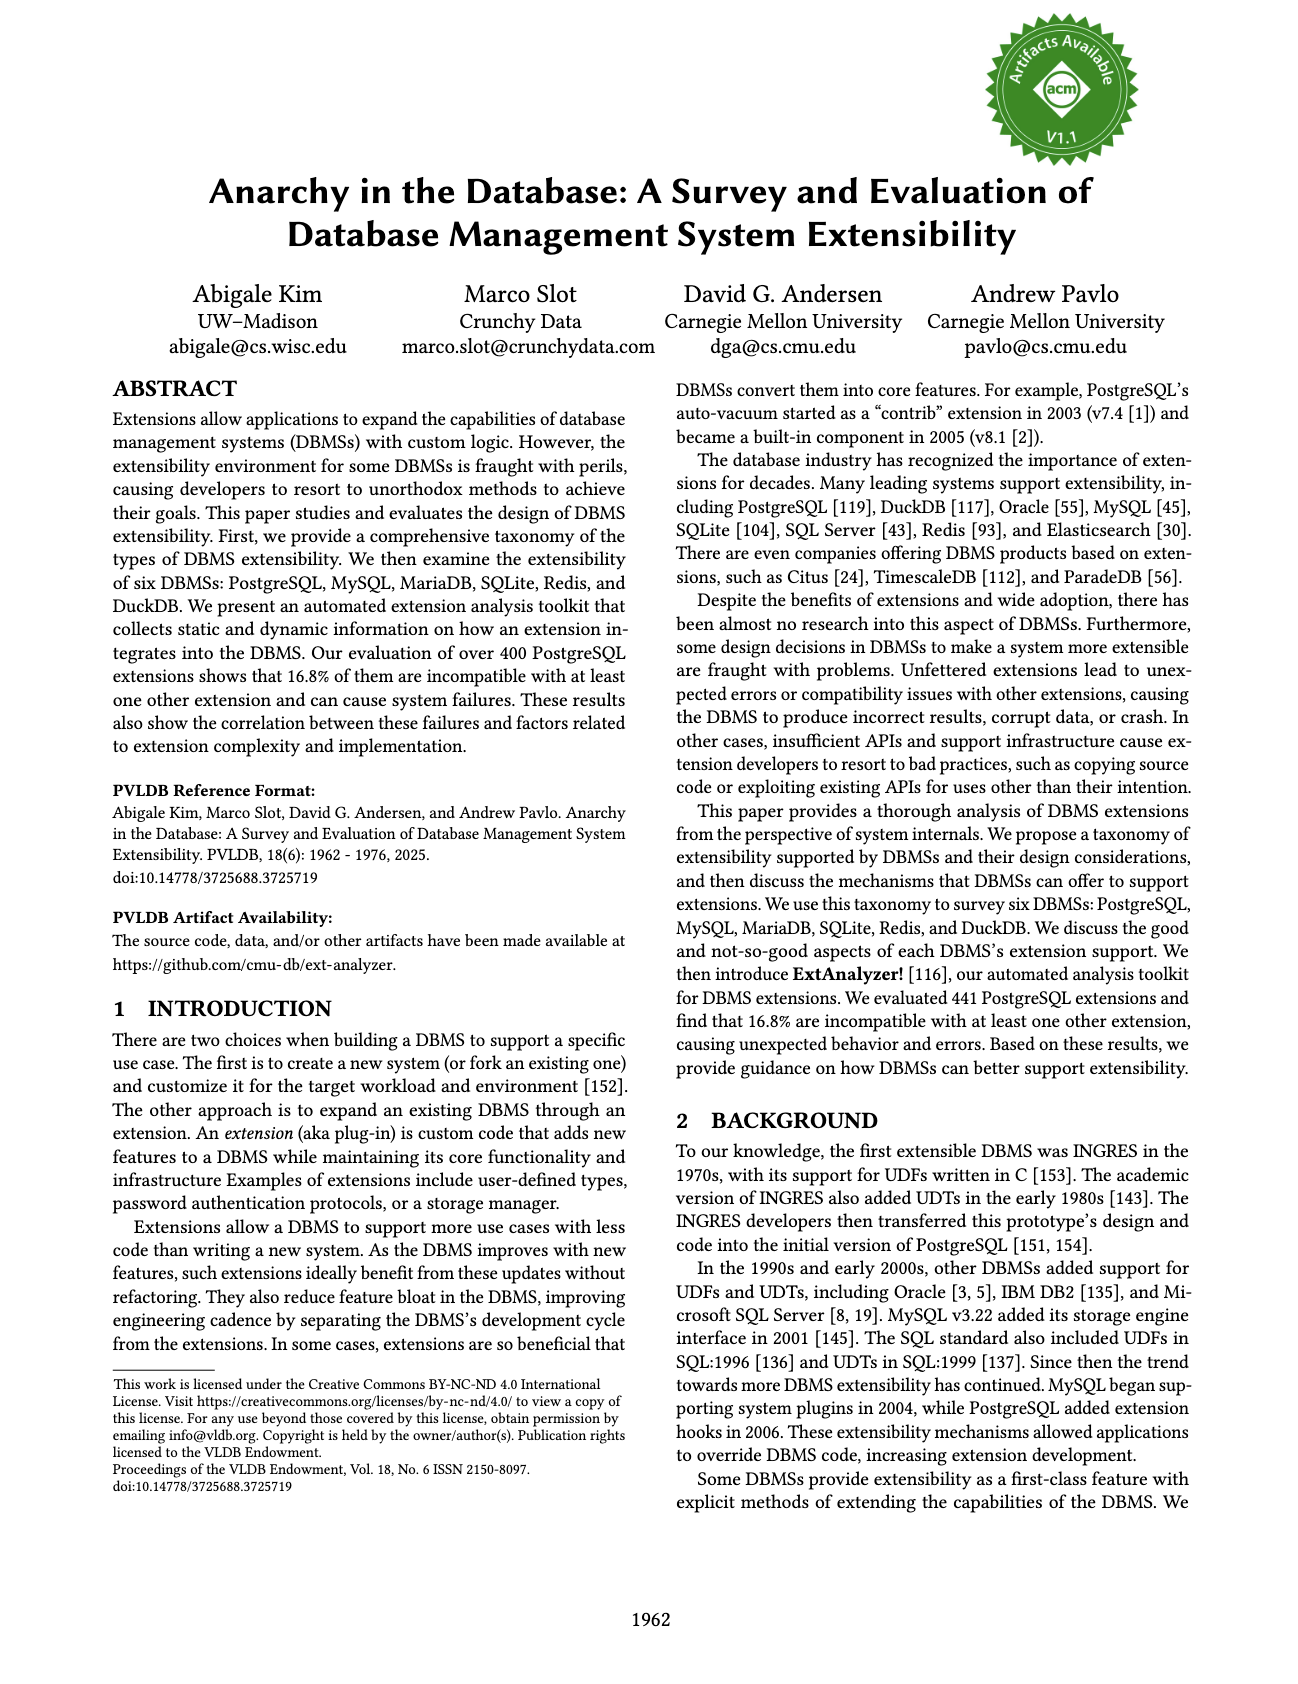 Artifacts Available
acm
V1.1
Anarchy in the Database: A Survey and Evaluation of
Database Management System Extensibility
Abigale Kim
UW–Madison
abigale@cs.wisc.edu
Marco Slot
Crunchy Data
marco.slot@crunchydata.com
David G. Andersen
Carnegie Mellon University
dga@cs.cmu.edu
Andrew Pavlo
Carnegie Mellon University
pavlo@cs.cmu.edu
ABSTRACT
Extensions allow applications to expand the capabilities of database
management systems (DBMSs) with custom logic. However, the
extensibility environment for some DBMSs is fraught with perils,
causing developers to resort to unorthodox methods to achieve
their goals. This paper studies and evaluates the design of DBMS
extensibility. First, we provide a comprehensive taxonomy of the
types of DBMS extensibility. We then examine the extensibility
of six DBMSs: PostgreSQL, MySQL, MariaDB, SQLite, Redis, and
DuckDB. We present an automated extension analysis toolkit that
collects static and dynamic information on how an extension in-
tegrates into the DBMS. Our evaluation of over 400 PostgreSQL
extensions shows that 16.8% of them are incompatible with at least
one other extension and can cause system failures. These results
also show the correlation between these failures and factors related
to extension complexity and implementation.
PVLDB Reference Format:
Abigale Kim, Marco Slot, David G. Andersen, and Andrew Pavlo. Anarchy
in the Database: A Survey and Evaluation of Database Management System
Extensibility. PVLDB, 18(6): 1962 - 1976, 2025.
doi:10.14778/3725688.3725719
PVLDB Artifact Availability:
The source code, data, and/or other artifacts have been made available at
https://github.com/cmu-db/ext-analyzer.
1 INTRODUCTION
There are two choices when building a DBMS to support a specific
use case. The first is to create a new system (or fork an existing one)
and customize it for the target workload and environment [152].
The other approach is to expand an existing DBMS through an
extension. An extension (aka plug-in) is custom code that adds new
features to a DBMS while maintaining its core functionality and
infrastructure Examples of extensions include user-defined types,
password authentication protocols, or a storage manager.
Extensions allow a DBMS to support more use cases with less
code than writing a new system. As the DBMS improves with new
features, such extensions ideally benefit from these updates without
refactoring. They also reduce feature bloat in the DBMS, improving
engineering cadence by separating the DBMS's development cycle
from the extensions. In some cases, extensions are so beneficial that
This work is licensed under the Creative Commons BY-NC-ND 4.0 International
License. Visit https://creativecommons.org/licenses/by-nc-nd/4.0/ to view a copy of
this license. For any use beyond those covered by this license, obtain permission by
emailing info@vldb.org. Copyright is held by the owner/author(s). Publication rights
licensed to the VLDB Endowment.
Proceedings of the VLDB Endowment, Vol. 18, No. 6 ISSN 2150-8097.
doi:10.14778/3725688.3725719
DBMSs convert them into core features. For example, PostgreSQL's
auto-vacuum started as a "contrib" extension in 2003 (v7.4 [1]) and
became a built-in component in 2005 (v8.1 [2]).
The database industry has recognized the importance of exten-
sions for decades. Many leading systems support extensibility, in-
cluding PostgreSQL [119], DuckDB [117], Oracle [55], MySQL [45],
SQLite [104], SQL Server [43], Redis [93], and Elasticsearch [30].
There are even companies offering DBMS products based on exten-
sions, such as Citus [24], TimescaleDB [112], and ParadeDB [56].
Despite the benefits of extensions and wide adoption, there has
been almost no research into this aspect of DBMSs. Furthermore,
some design decisions in DBMSs to make a system more extensible
are fraught with problems. Unfettered extensions lead to unex-
pected errors or compatibility issues with other extensions, causing
the DBMS to produce incorrect results, corrupt data, or crash. In
other cases, insufficient APIs and support infrastructure cause ex-
tension developers to resort to bad practices, such as copying source
code or exploiting existing APIs for uses other than their intention.
This paper provides a thorough analysis of DBMS extensions
from the perspective of system internals. We propose a taxonomy of
extensibility supported by DBMSs and their design considerations,
and then discuss the mechanisms that DBMSs can offer to support
extensions. We use this taxonomy to survey six DBMSs: PostgreSQL,
MySQL, MariaDB, SQLite, Redis, and DuckDB. We discuss the good
and not-so-good aspects of each DBMS's extension support. We
then introduce ExtAnalyzer! [116], our automated analysis toolkit
for DBMS extensions. We evaluated 441 PostgreSQL extensions and
find that 16.8% are incompatible with at least one other extension,
causing unexpected behavior and errors. Based on these results, we
provide guidance on how DBMSs can better support extensibility.
2 BACKGROUND
To our knowledge, the first extensible DBMS was INGRES in the
1970s, with its support for UDFs written in C [153]. The academic
version of INGRES also added UDTs in the early 1980s [143]. The
INGRES developers then transferred this prototype's design and
code into the initial version of PostgreSQL [151, 154].
In the 1990s and early 2000s, other DBMSs added support for
UDFs and UDTs, including Oracle [3, 5], IBM DB2 [135], and Mi-
crosoft SQL Server [8, 19]. MySQL v3.22 added its storage engine
interface in 2001 [145]. The SQL standard also included UDFs in
SQL:1996 [136] and UDTs in SQL:1999 [137]. Since then the trend
towards more DBMS extensibility has continued. MySQL began sup-
porting system plugins in 2004, while PostgreSQL added extension
hooks in 2006. These extensibility mechanisms allowed applications
to override DBMS code, increasing extension development.
Some DBMSs provide extensibility as a first-class feature with
explicit methods of extending the capabilities of the DBMS. We
1962